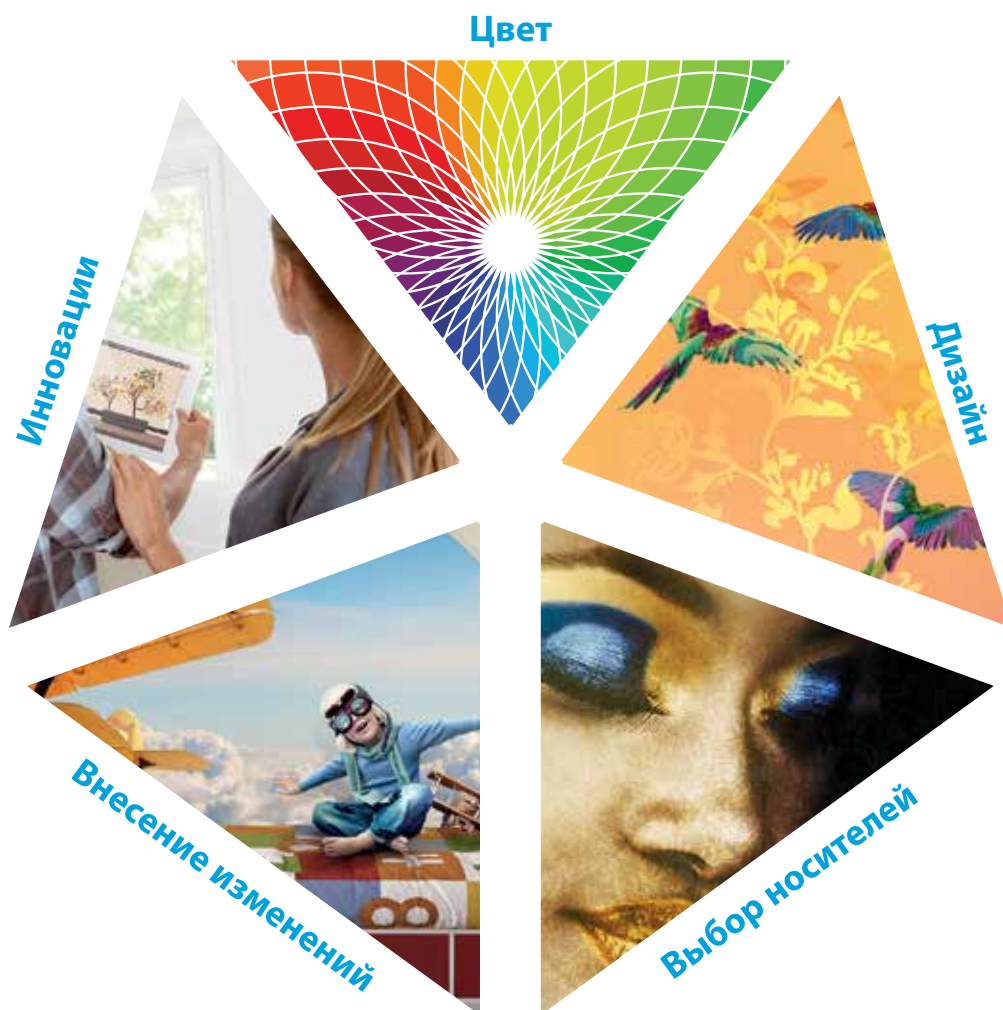 Цвет
Дизайн
Выбор носителей
Внесение изменений
Инновации